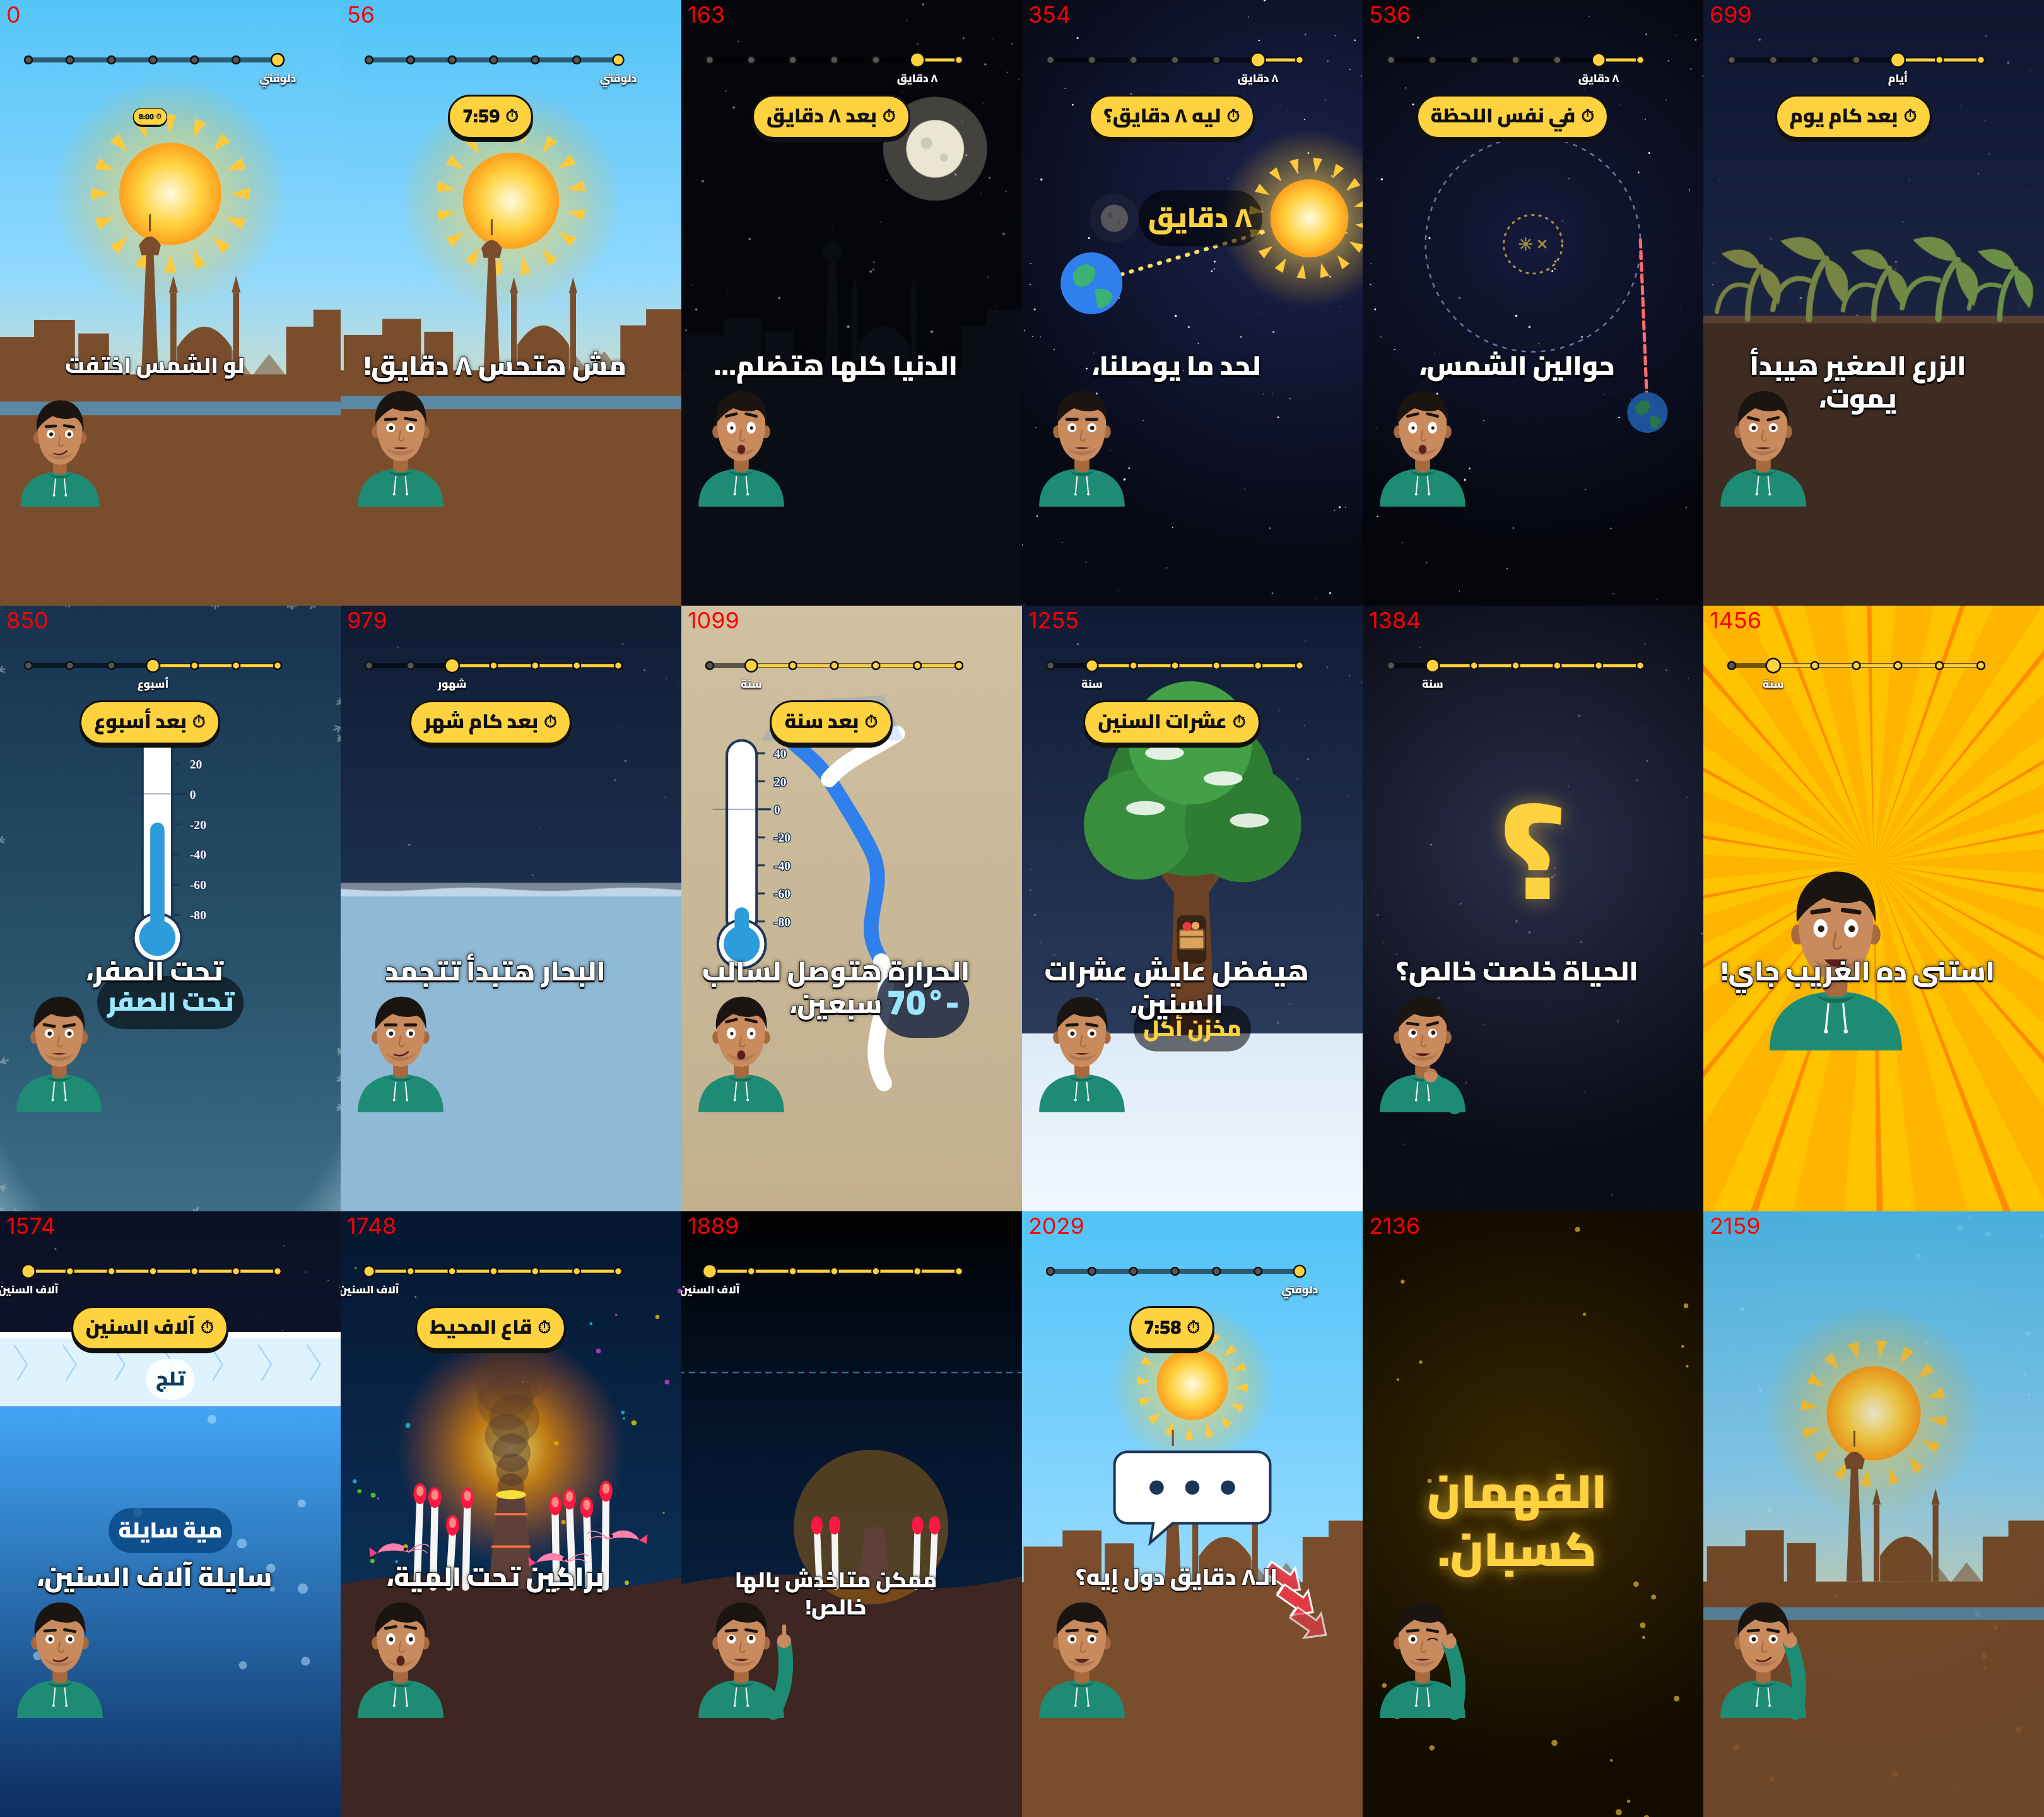 0
دلوقتي
8:00
لو الشمس اختفت
56
دلوقتي
7:59
مش هتحس ٨ دقايق!
163
٨ دقايق
بعد ٨ دقايق
الدنيا كلها هتضلم...
354
٨ دقايق
ليه ٨ دقايق؟
٨ دقايق
لحد ما يوصلنا،
536
٨ دقايق
في نفس اللحظة
حوالين الشمس،
699
أيام
بعد كام يوم
الزرع الصغير هيبدأ
يموت،
850
أسبوع
بعد أسبوع
20
0
-20
-40
-60
-80
تحت الصفر،
تحت الصفر
979
شهور
بعد كام شهر
البحار هتبدأ تتجمد
1099
سنة
بعد سنة
40
20
0
-20
-40
-60
-80
الحرارة هتوصل لسالب
سبعين،
-70°
1255
سنة
عشرات السنين
هيفضل عايش عشرات
السنين،
مخزن أكل
1384
سنة
؟
الحياة خلصت خالص؟
1456
سنة
استنى ده الغريب جاي!
1574
آلاف السنين
آلاف السنين
تلج
مية سايلة
سايلة آلاف السنين،
1748
آلاف السنين
قاع المحيط
براكين تحت المية،
1889
آلاف السنين
ممكن متاخدش بالها
خالص!
2029
دلوقتي
7:58
الـ٨ دقايق دول إيه؟
2136
الفهمان
كسبان.
2159